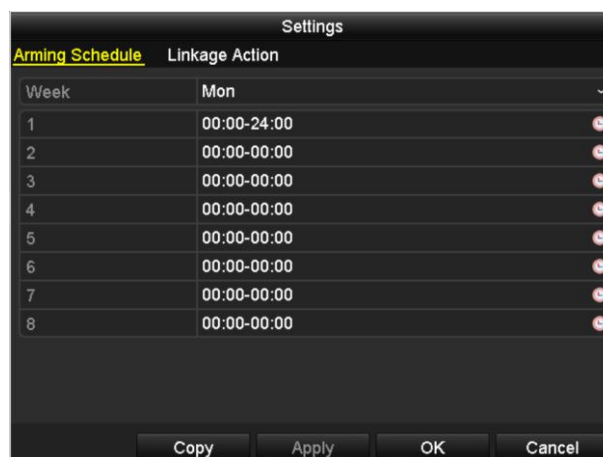 Settings
Arming Schedule Linkage Action
Week Mon
1 00:00-24:00
2 00:00-00:00
3 00:00-00:00
4 00:00-00:00
5 00:00-00:00
6 00:00-00:00
7 00:00-00:00
8 00:00-00:00
Copy Apply OK Cancel